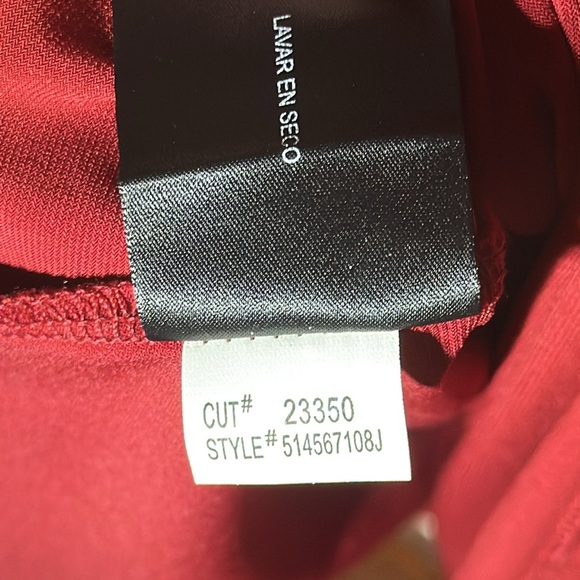 LAVAR EN SECO
CUT# 23350
STYLE# 514567108J